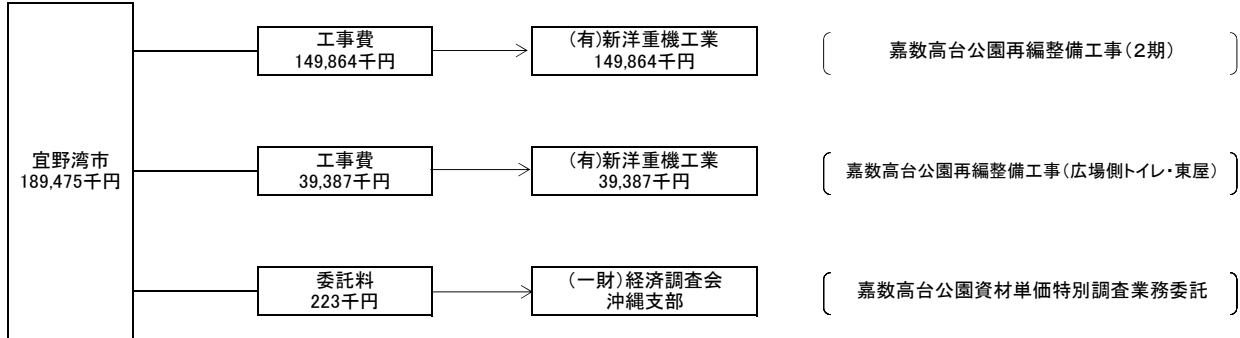 工事費
149,864千円
(有)新洋重機工業
149,864千円
嘉数高台公園再編整備工事(2期)
宜野湾市
189,475千円
工事費
39,387千円
(有)新洋重機工業
39,387千円
嘉数高台公園再編整備工事(広場側トイレ・東屋)
委託料
223千円
(一財)経済調査会
沖縄支部
嘉数高台公園資材単価特別調査業務委託